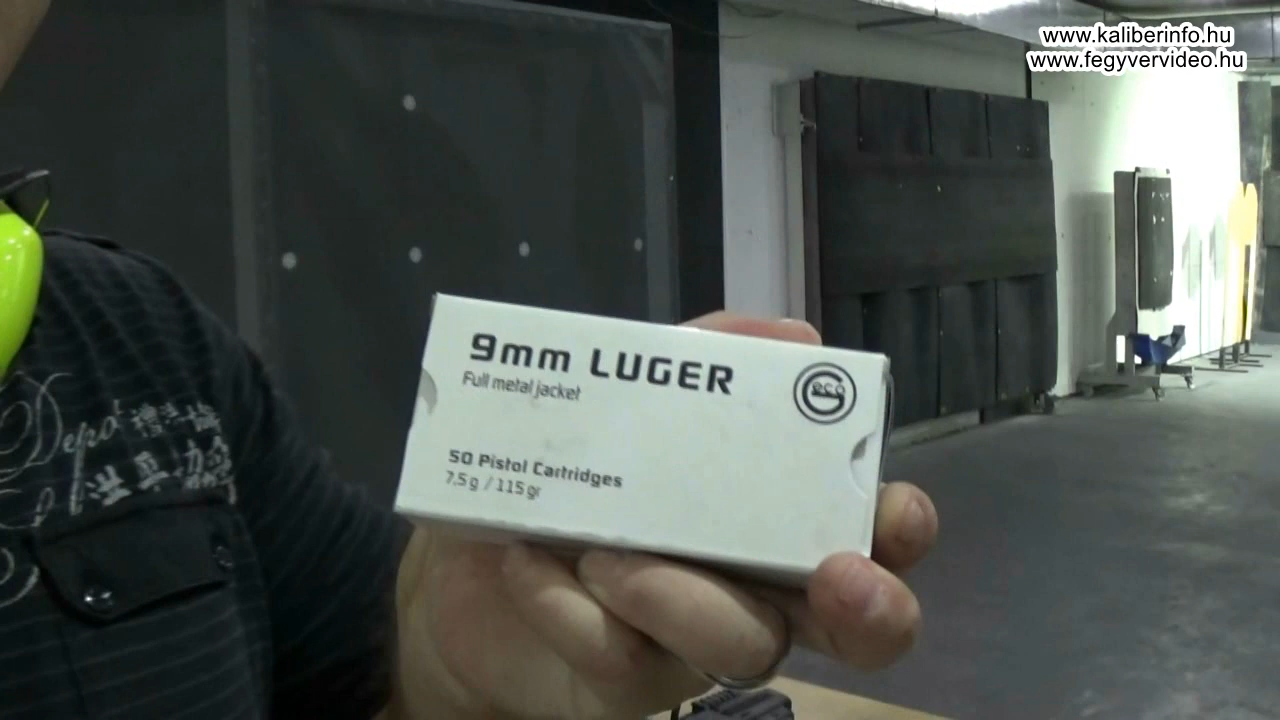 www.kaliberinfo.hu
www.fegyvervideo.hu
9mm LUGER
Full metal jacket
Geco
50 Pistol Cartridges
7,5 g / 115 gr
Depo